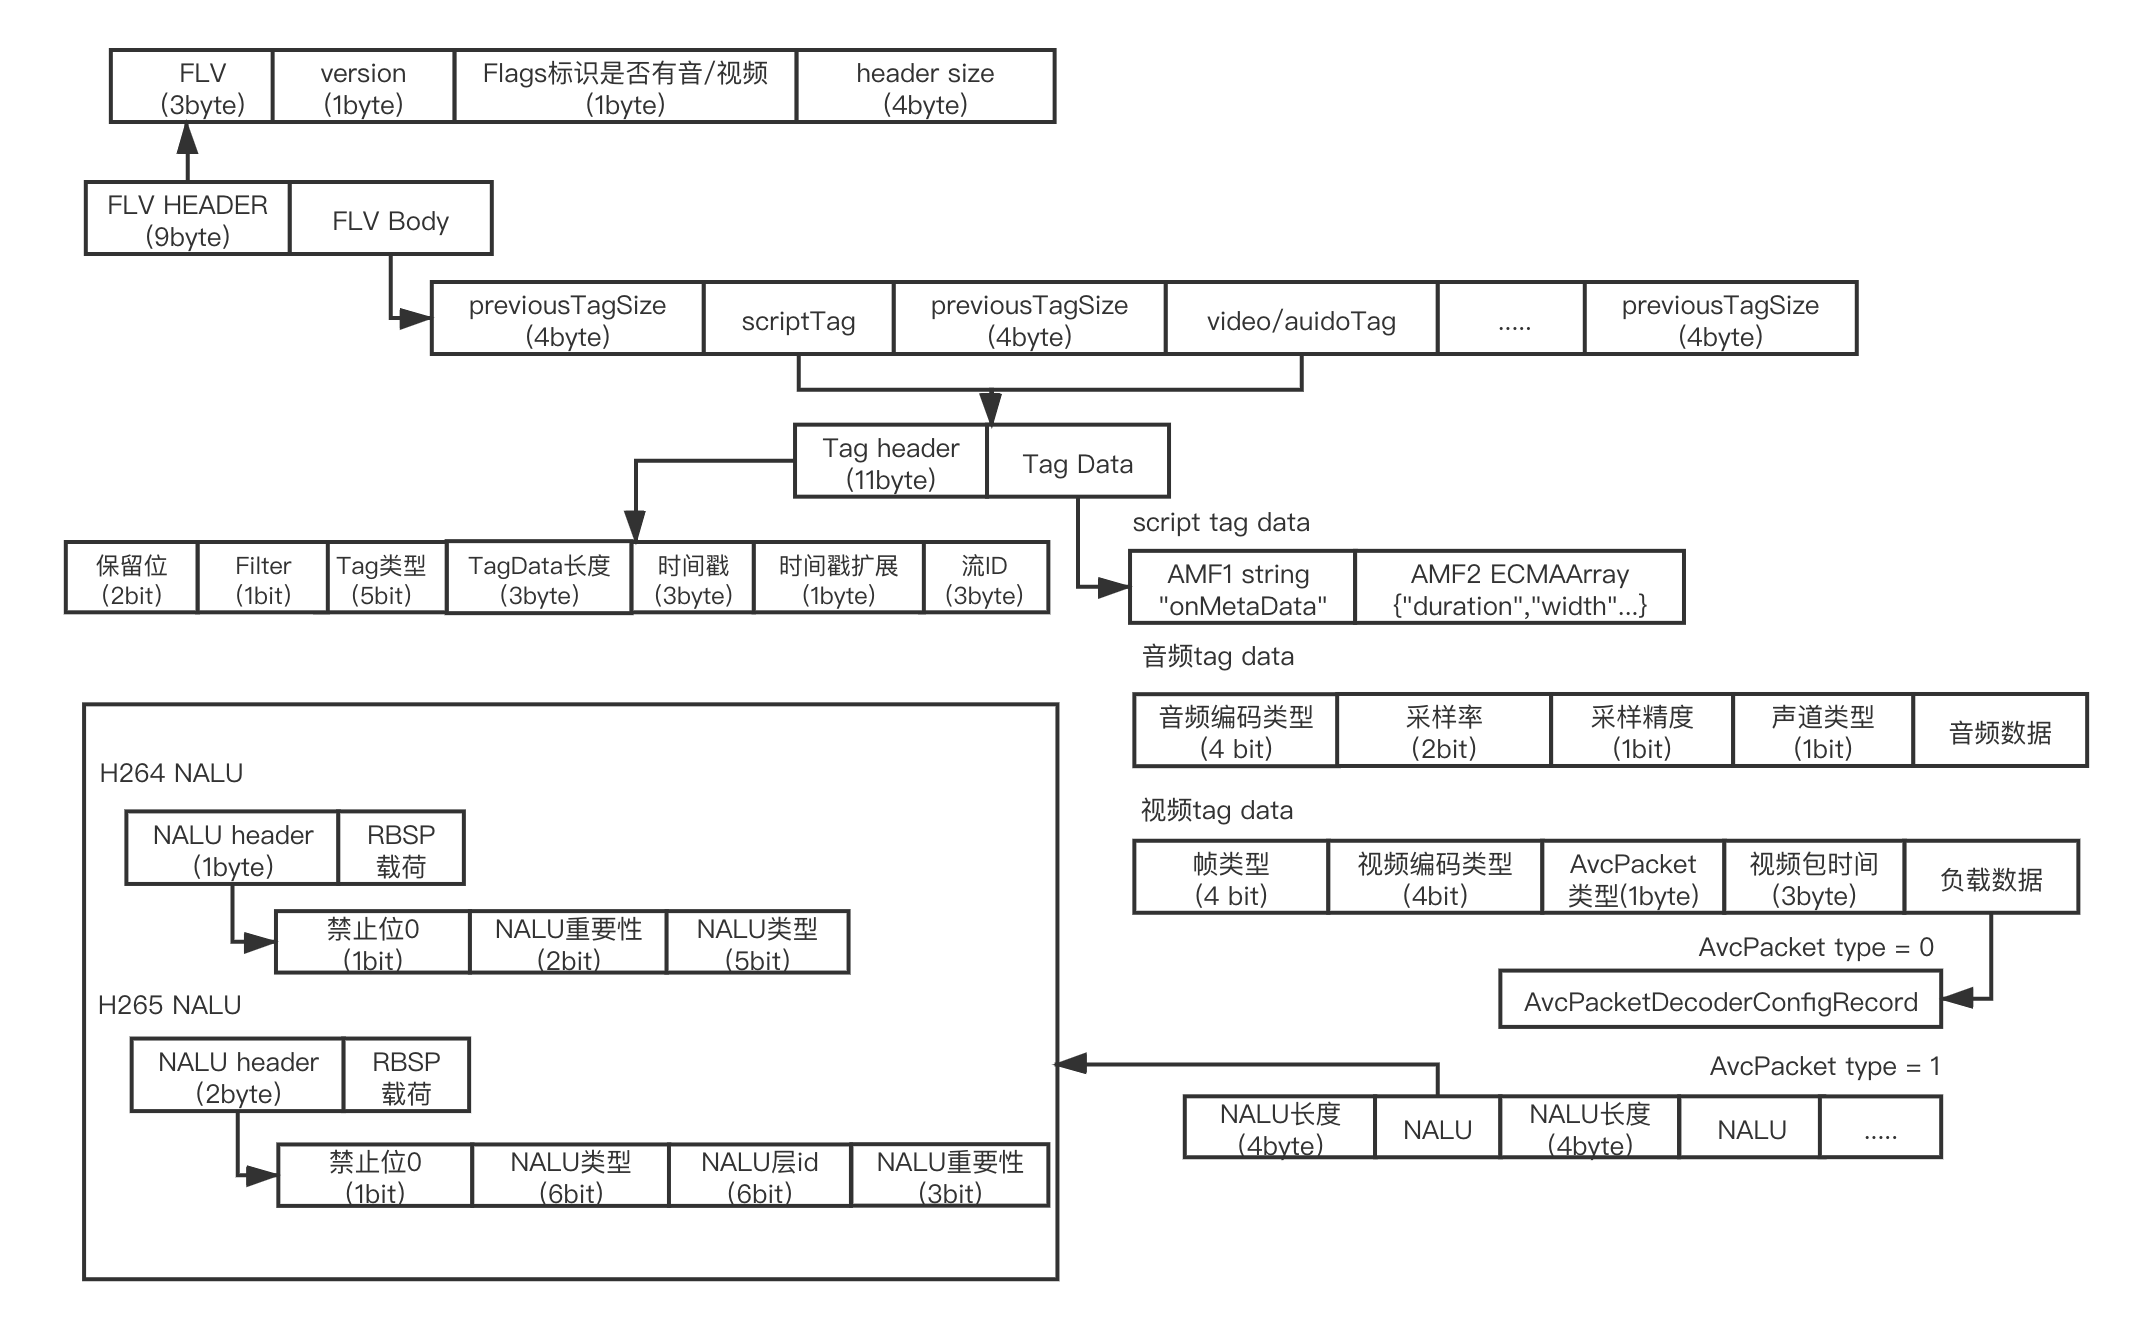 FLV
(3byte)
version
(1byte)
Flags标识是否有音/视频
(1byte)
header size
(4byte)
FLV HEADER
(9byte)
FLV Body
previousTagSize
(4byte)
scriptTag
previousTagSize
(4byte)
video/auidoTag
.....
previousTagSize
(4byte)
Tag header
(11byte)
Tag Data
保留位
(2bit)
Filter
(1bit)
Tag类型
(5bit)
TagData长度
(3byte)
时间戳
(3byte)
时间戳扩展
(1byte)
流ID
(3byte)
script tag data
AMF1 string
"onMetaData"
AMF2 ECMAArray
{"duration","width"...}
音频tag data
音频编码类型
(4 bit)
采样率
(2bit)
采样精度
(1bit)
声道类型
(1bit)
音频数据
视频tag data
帧类型
(4 bit)
视频编码类型
(4bit)
AvcPacket
类型(1byte)
视频包时间
(3byte)
负载数据
AvcPacket type = 0
AvcPacketDecoderConfigRecord
AvcPacket type = 1
NALU长度
(4byte)
NALU
NALU长度
(4byte)
NALU
.....
H264 NALU
NALU header
(1byte)
RBSP
载荷
禁止位0
(1bit)
NALU重要性
(2bit)
NALU类型
(5bit)
H265 NALU
NALU header
(2byte)
RBSP
载荷
禁止位0
(1bit)
NALU类型
(6bit)
NALU层id
(6bit)
NALU重要性
(3bit)